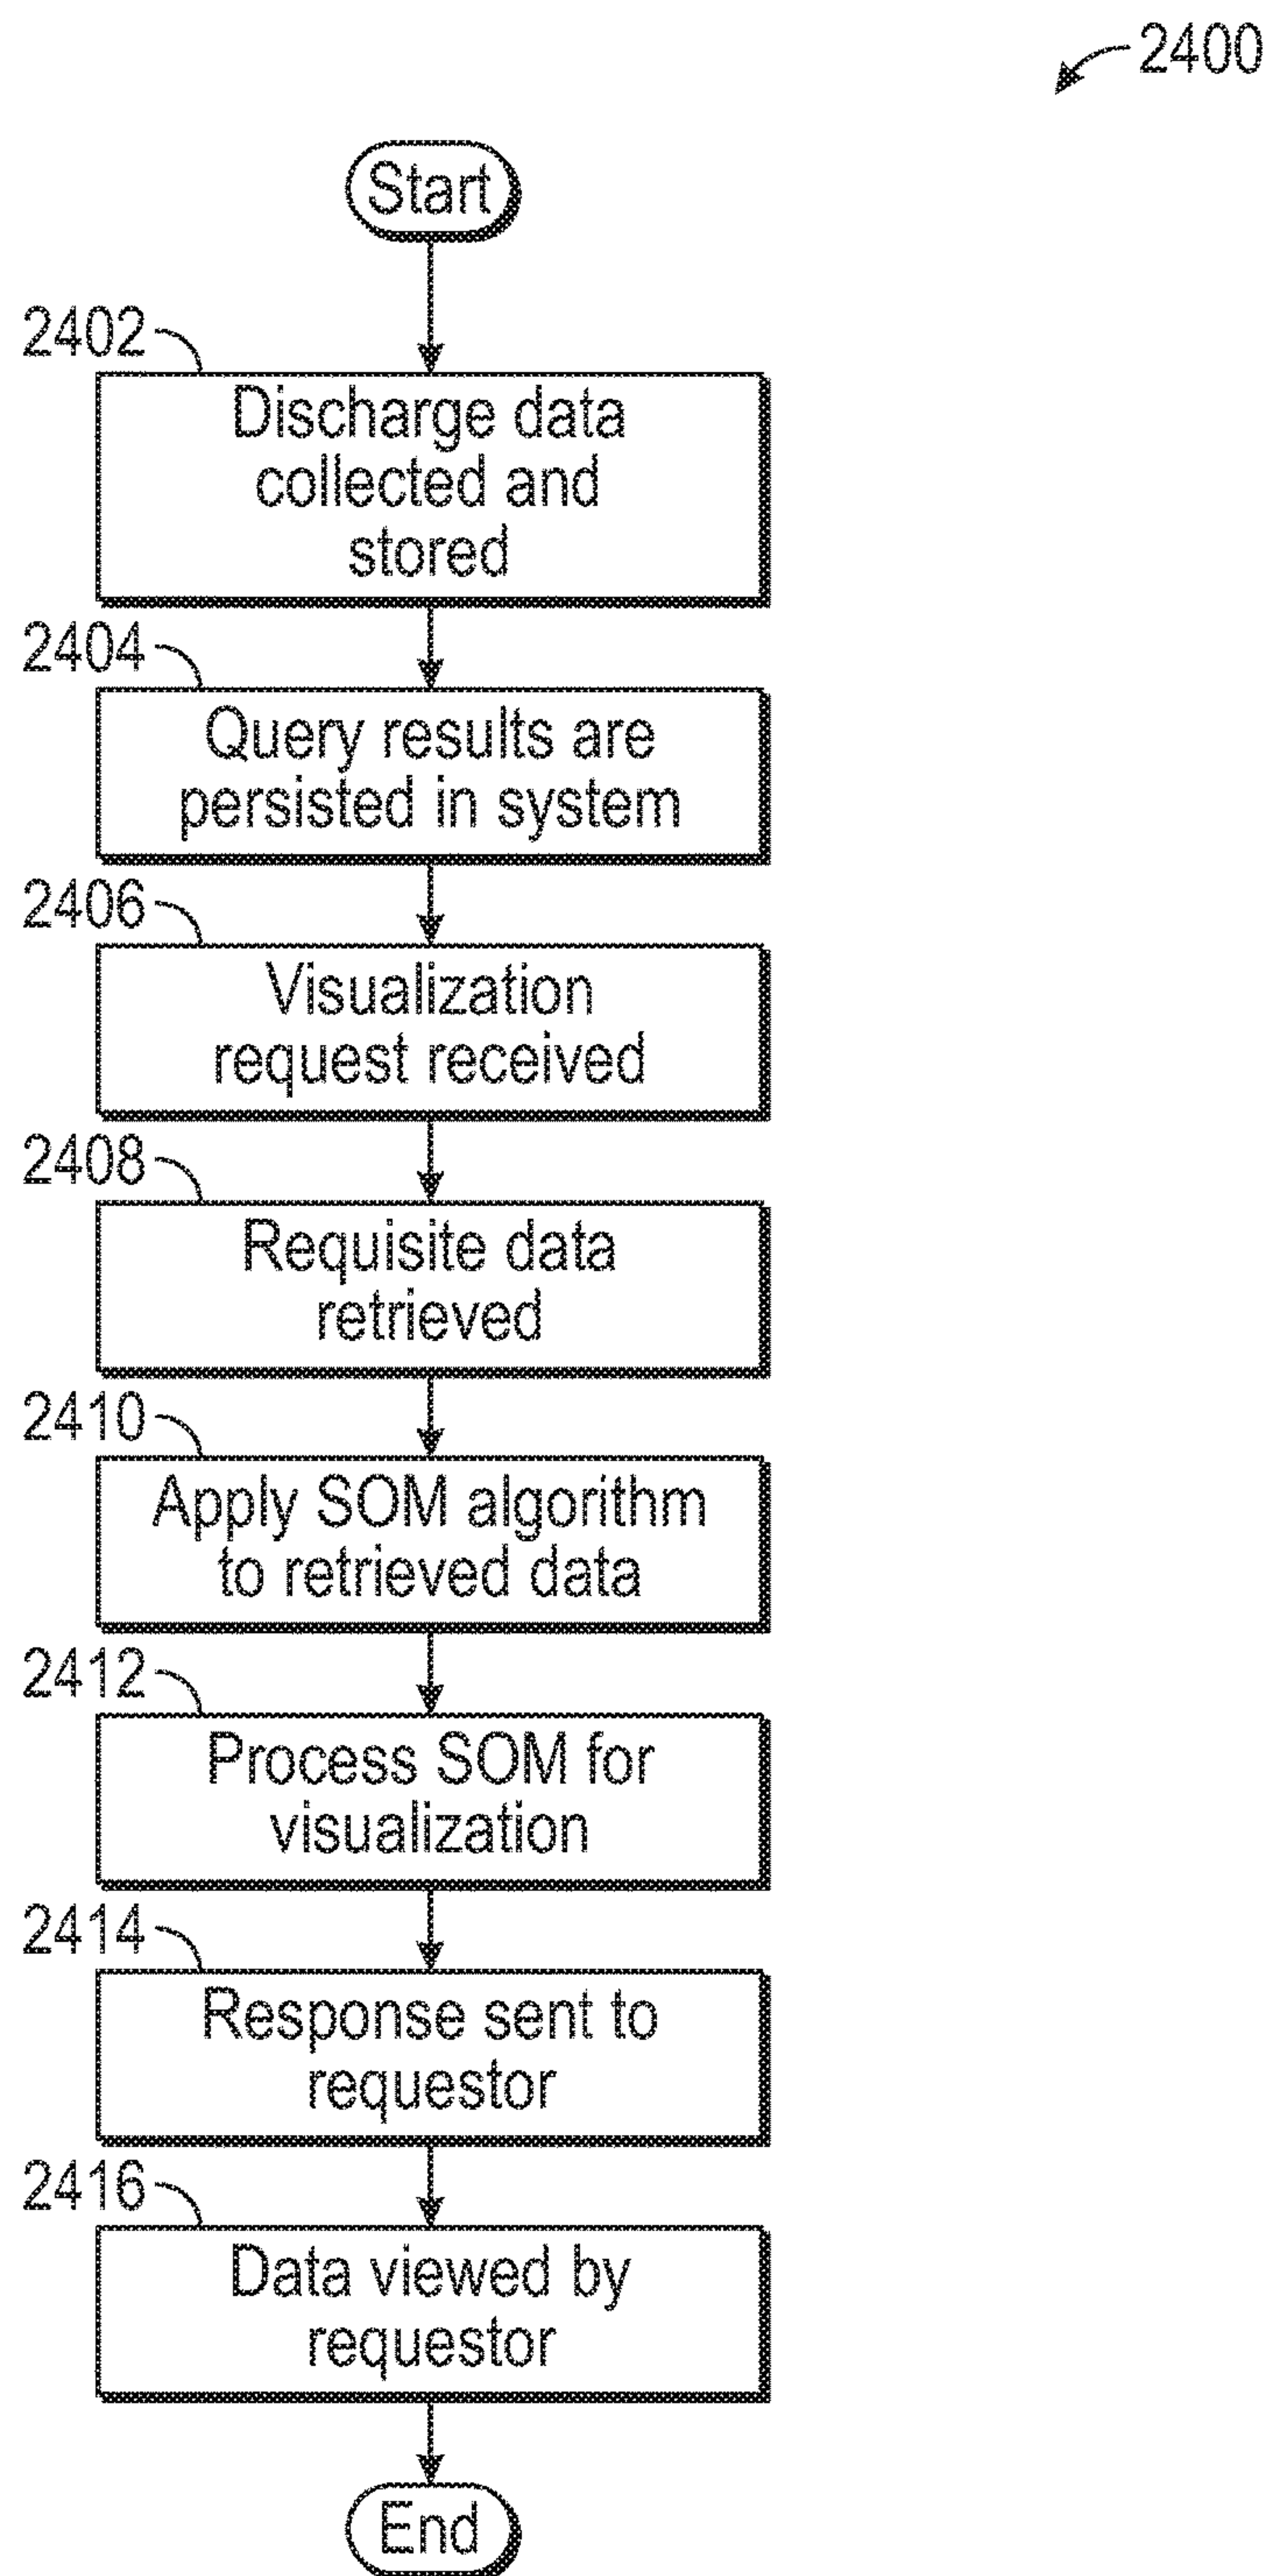 2400
Start
2402
Discharge data
collected and
stored
2404
Query results are
persisted in system
2406
Visualization
request received
2408
Requisite data
retrieved
2410
Apply SOM algorithm
to retrieved data
2412
Process SOM for
visualization
2414
Response sent to
requestor
2416
Data viewed by
requestor
End